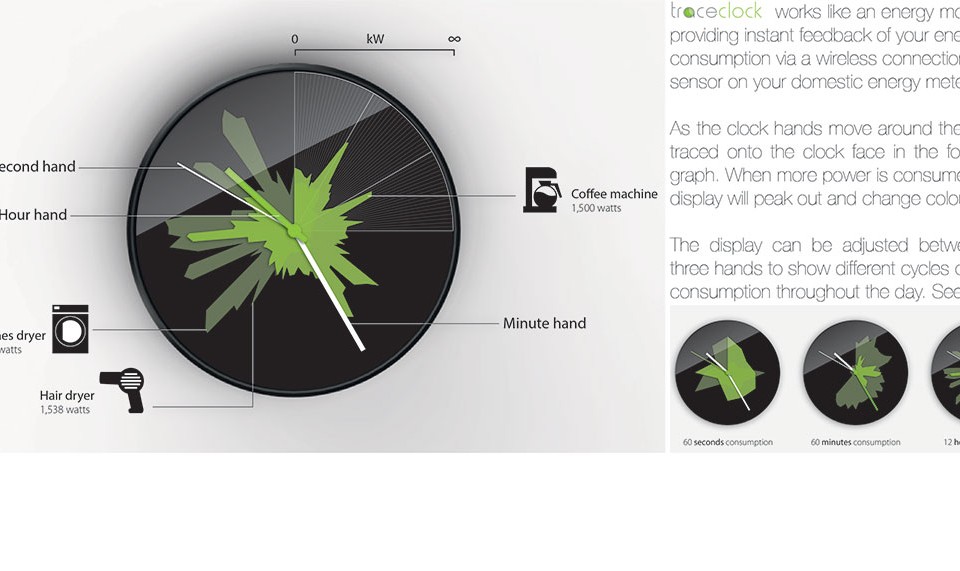 0 kW ∞
econd hand
Hour hand
Coffee machine
1,500 watts
es dryer
watts
Hair dryer
1,538 watts
Minute hand
traceclock works like an energy mo
providing instant feedback of your ene
consumption via a wireless connection
sensor on your domestic energy mete
As the clock hands move around the
traced onto the clock face in the fo
graph. When more power is consume
display will peak out and change colou
The display can be adjusted betwe
three hands to show different cycles o
consumption throughout the day. See
60 seconds consumption
60 minutes consumption
12 h